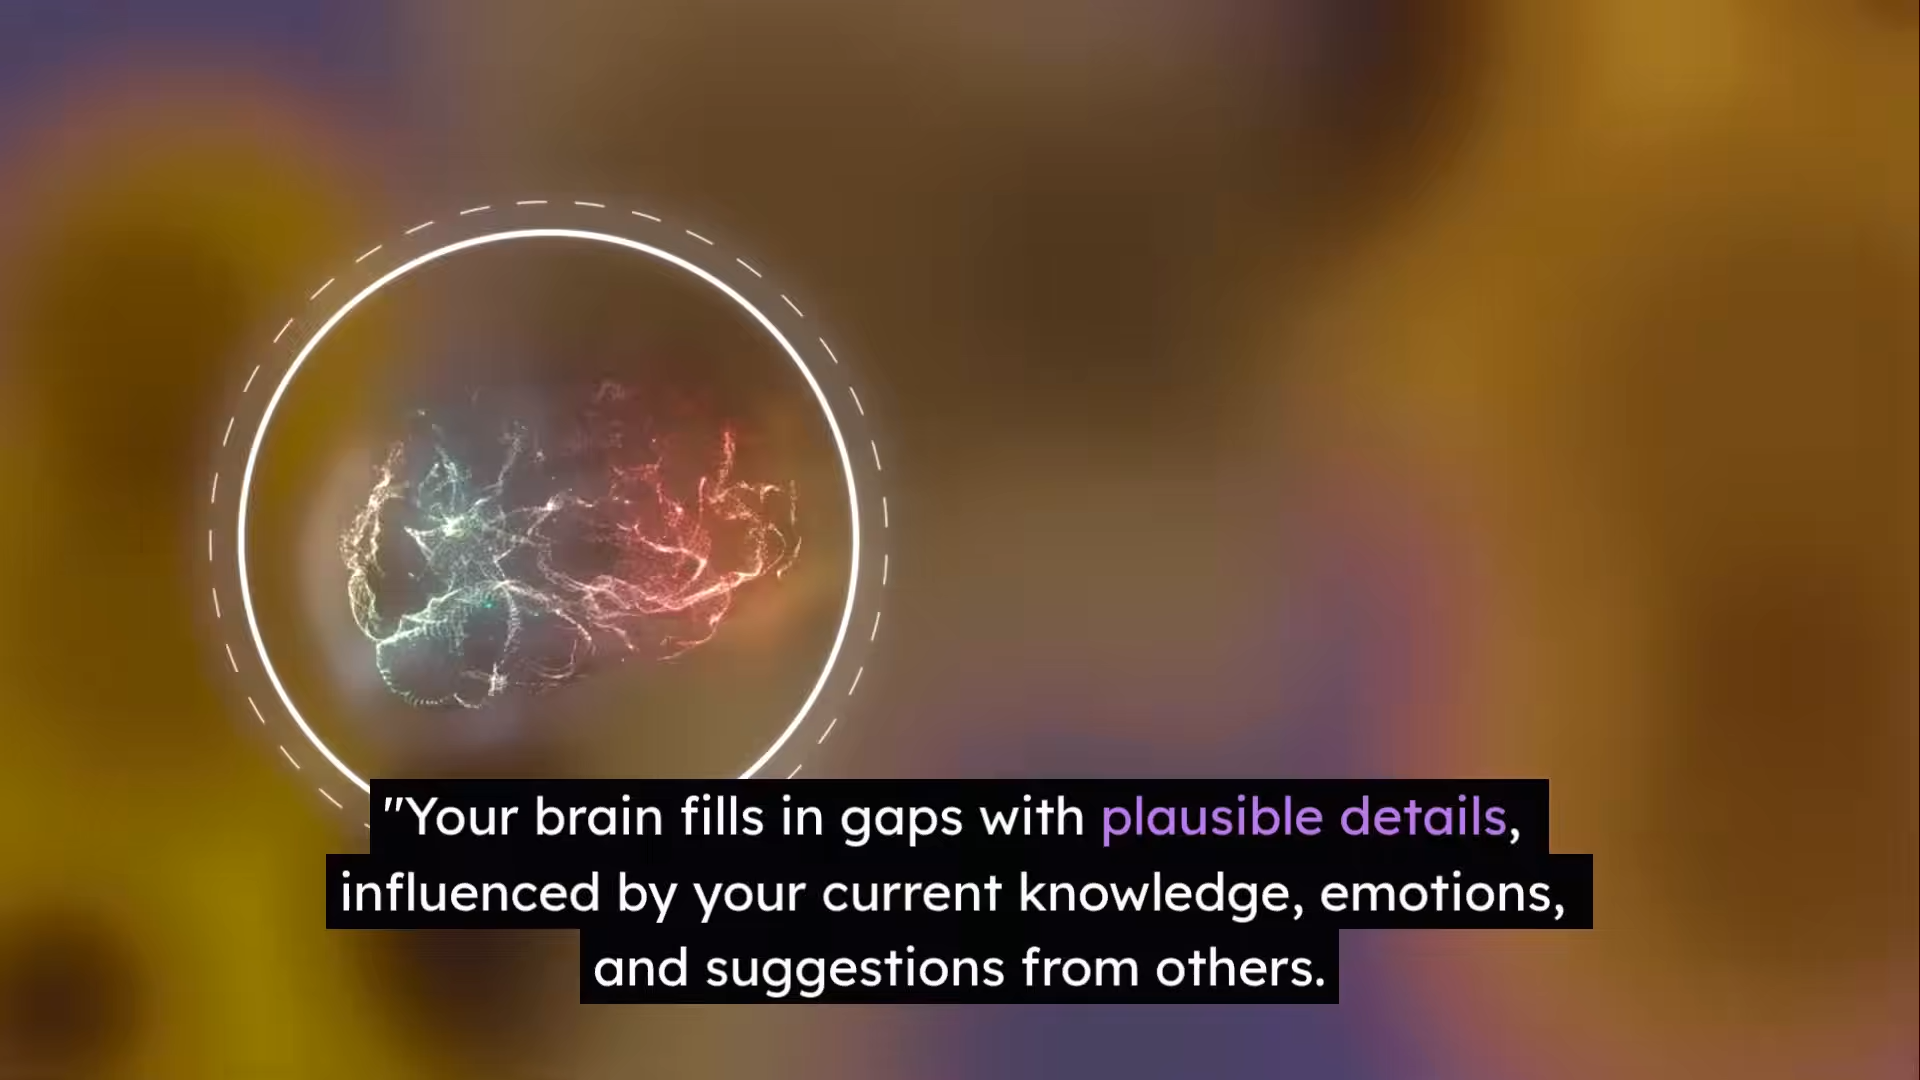 "Your brain fills in gaps with plausible details,
influenced by your current knowledge, emotions,
and suggestions from others.